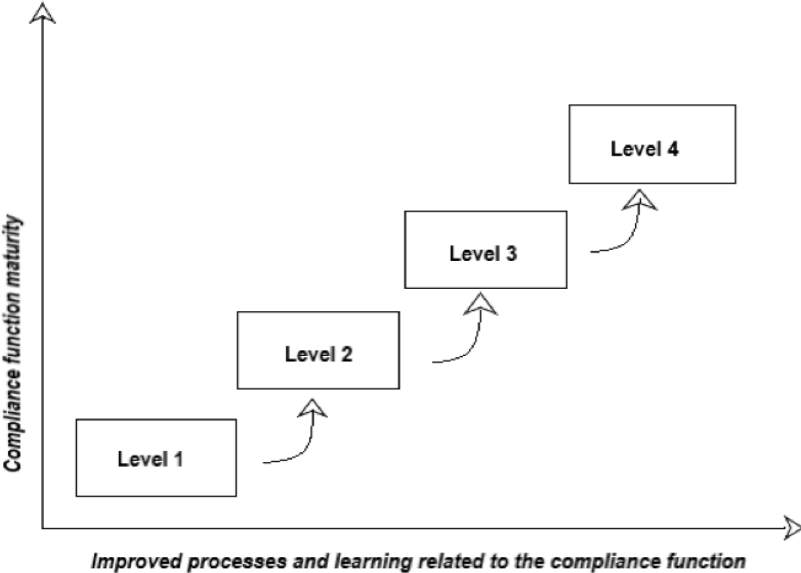 Level 4
Level 3
Level 2
Level 1
Compliance function maturity
Improved processes and learning related to the compliance function